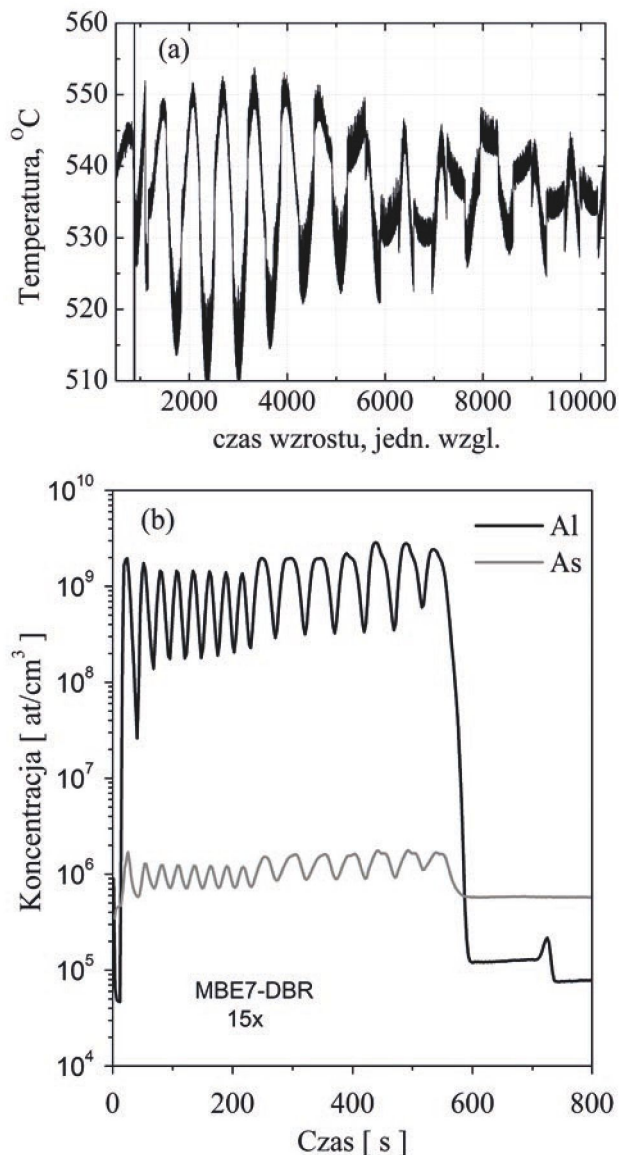 560
(a)
550
540
530
520
510
Temperatura, °C
2000 4000 6000 8000 10000
czas wzrostu, jedn. wzgl.
10¹⁰
(b)
Al
As
10⁹
10⁸
10⁷
10⁶
10⁵
10⁴
Koncentracja [ at/cm³ ]
MBE7-DBR
15x
0 200 400 600 800
Czas [ s ]